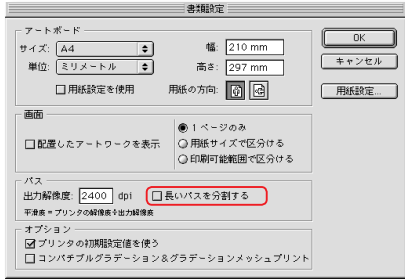 書類設定
アートボード
サイズ: A4
幅: 210 mm
OK
単位: ミリメートル
高さ: 297 mm
キャンセル
用紙設定を使用
用紙の方向:
用紙設定...
画面
配置したアートワークを表示
1 ページのみ
用紙サイズで区分ける
印刷可能範囲で区分ける
パス
出力解像度: 2400 dpi
長いパスを分割する
平滑度 = プリンタの解像度÷出力解像度
オプション
プリンタの初期設定値を使う
コンパチブルグラデーション&グラデーションメッシュプリント